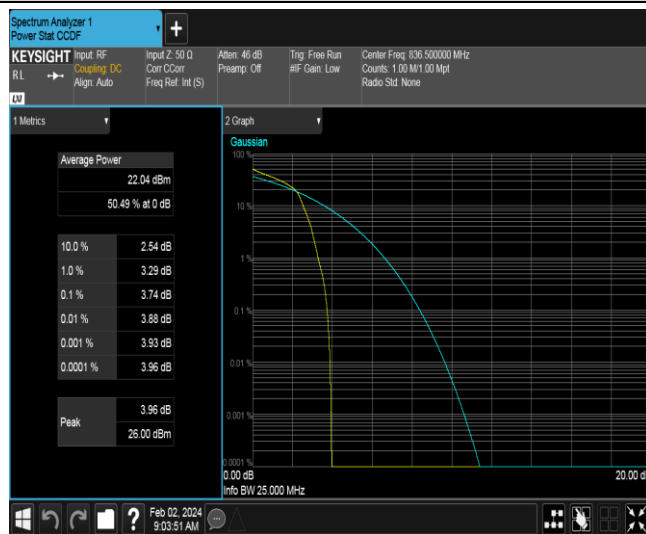 Spectrum Analyzer 1
Power Stat CCDF
+
KEYSIGHT Input: RF Input Z: 50 Ω Atten: 46 dB Trig: Free Run Center Freq: 836.500000 MHz
RL Coupling: DC Corr CCorr Preamp: Off #IF Gain: Low Counts: 1.00 M/1.00 Mpt
Align: Auto Freq Ref: Int (S) Radio Std: None
LXI
1 Metrics
Average Power
22.04 dBm
50.49 % at 0 dB
10.0 % 2.54 dB
1.0 % 3.29 dB
0.1 % 3.74 dB
0.01 % 3.88 dB
0.001 % 3.93 dB
0.0001 % 3.96 dB
Peak 3.96 dB
26.00 dBm
2 Graph
Gaussian
100 %
10 %
1 %
0.1 %
0.01 %
0.001 %
0.0001 %
0.00 dB 20.00 d
Info BW 25.000 MHz
? Feb 02, 2024
9:03:51 AM